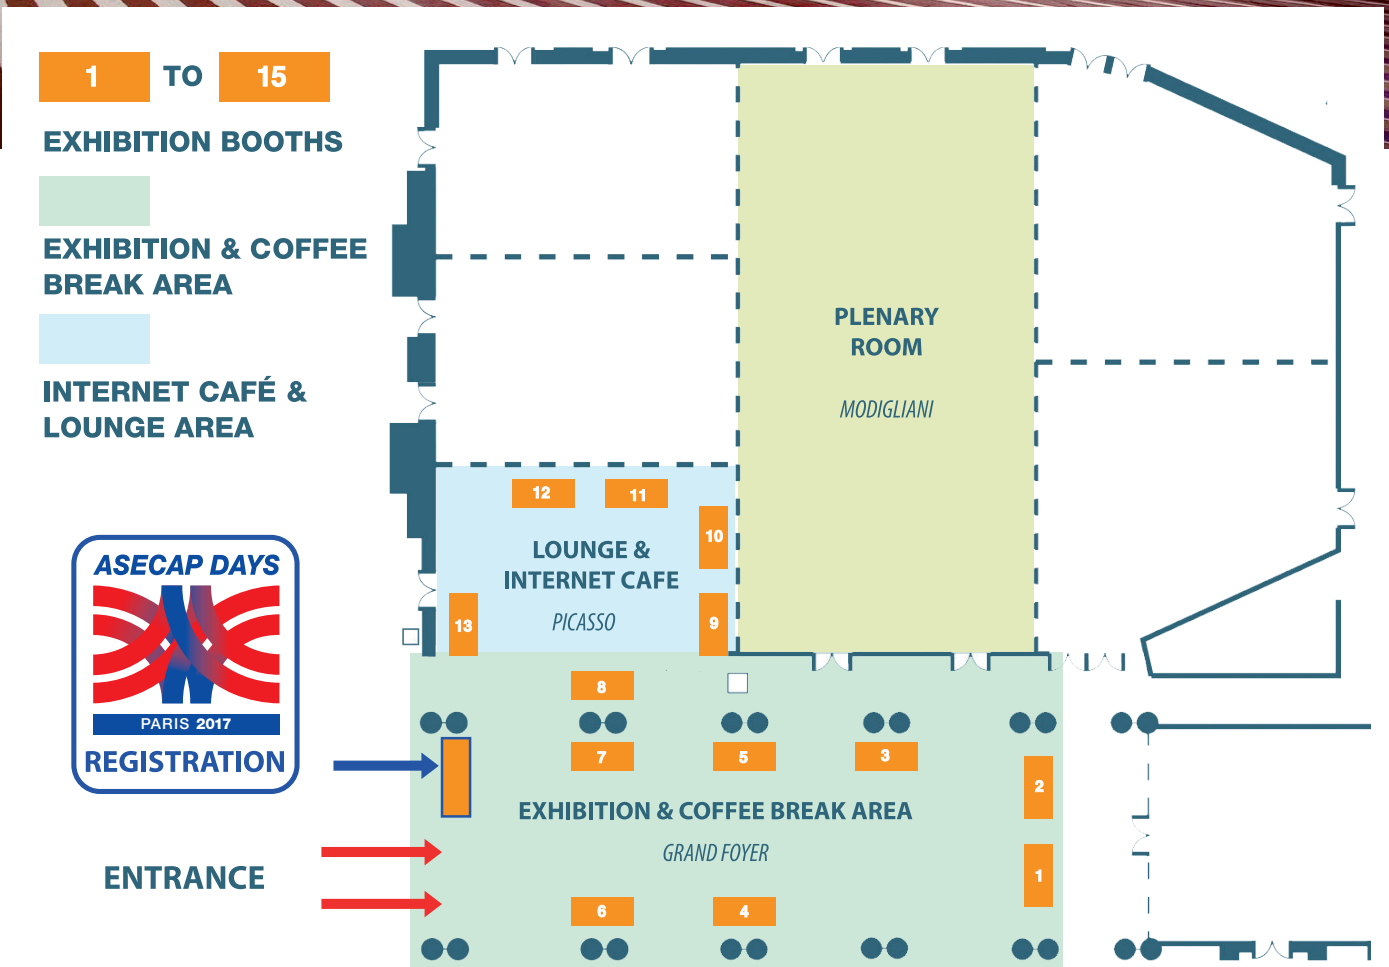 1 TO 15
EXHIBITION BOOTHS
EXHIBITION & COFFEE
BREAK AREA
INTERNET CAFÉ &
LOUNGE AREA
ASECAP DAYS
PARIS 2017
REGISTRATION
ENTRANCE
PLENARY
ROOM
MODIGLIANI
12
11
10
LOUNGE &
INTERNET CAFE
PICASSO
13
9
8
7
5
3
2
EXHIBITION & COFFEE BREAK AREA
GRAND FOYER
1
6
4